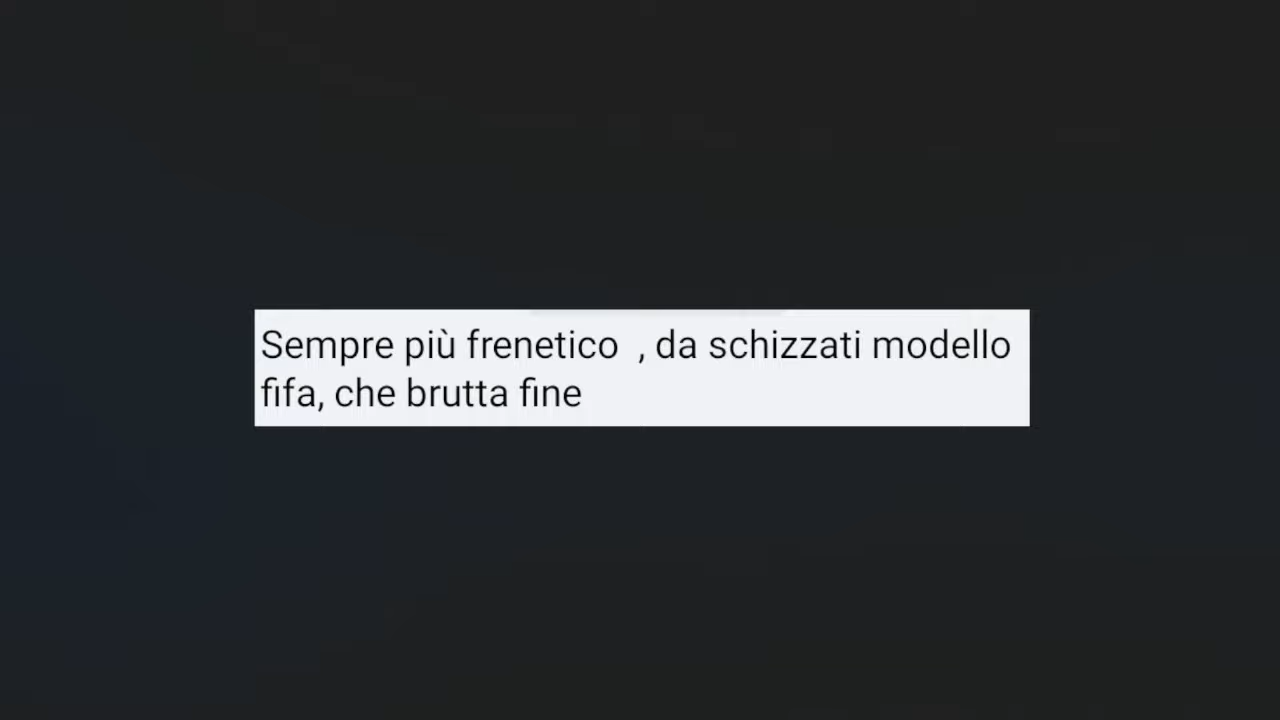 Sempre più frenetico  , da schizzati modello
fifa, che brutta fine